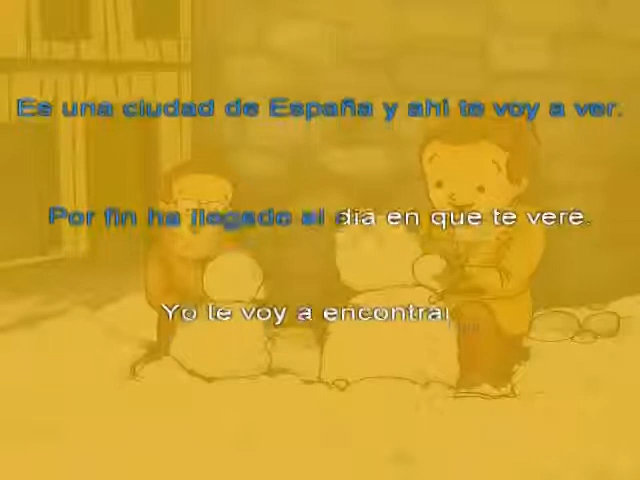 Es una ciudad de España y ahí te voy a ver.
Por fin ha llegado el día en que te veré.
Yo te voy a encontrar